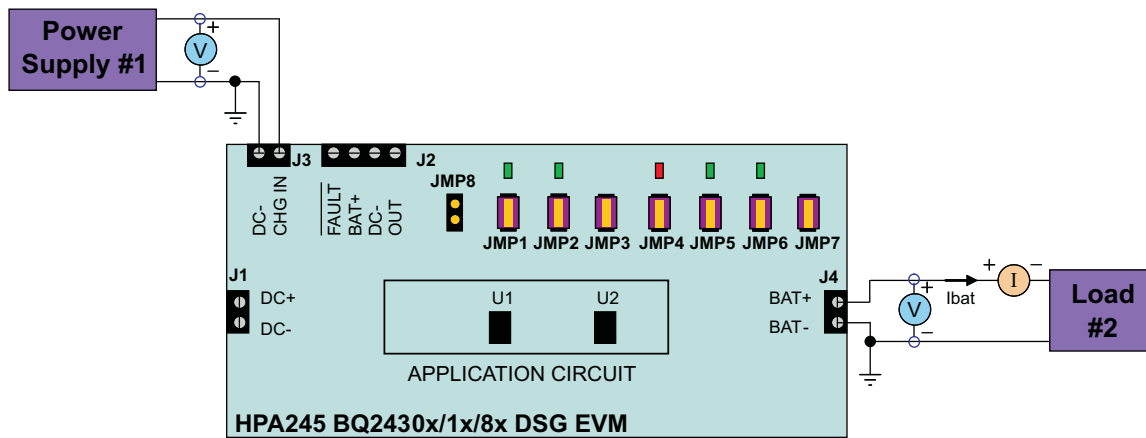 Power
Supply #1
+
V
−
J3
J2
DC-
CHG IN
FAULT
BAT+
DC-
OUT
JMP8
JMP1
JMP2
JMP3
JMP4
JMP5
JMP6
JMP7
J1
DC+
DC-
U1
U2
APPLICATION CIRCUIT
J4
BAT+
BAT-
+
V
−
Ibat
+
−
I
Load
#2
HPA245 BQ2430x/1x/8x DSG EVM